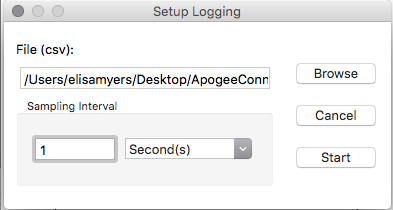 Setup Logging
File (csv):
/Users/elisamyers/Desktop/ApogeeConn
Browse
Sampling Interval
Cancel
1 Second(s)
Start